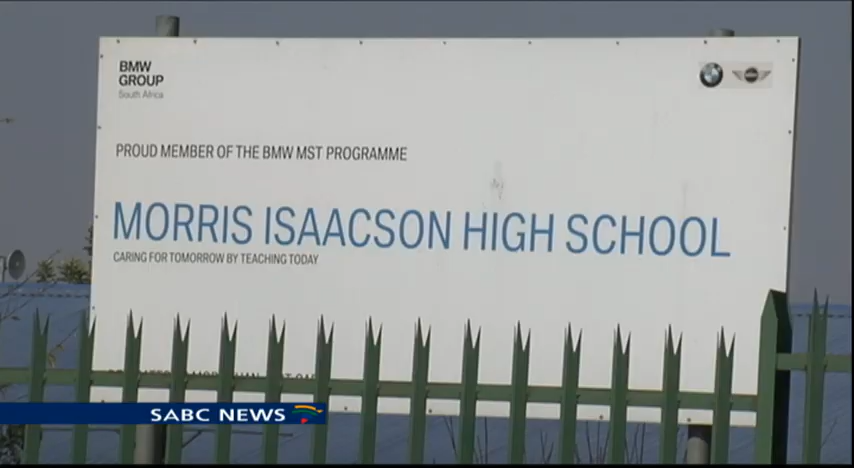 BMW
GROUP
South Africa
PROUD MEMBER OF THE BMW MST PROGRAMME
MORRIS ISAACSON HIGH SCHOOL
CARING FOR TOMORROW BY TEACHING TODAY
SABC NEWS